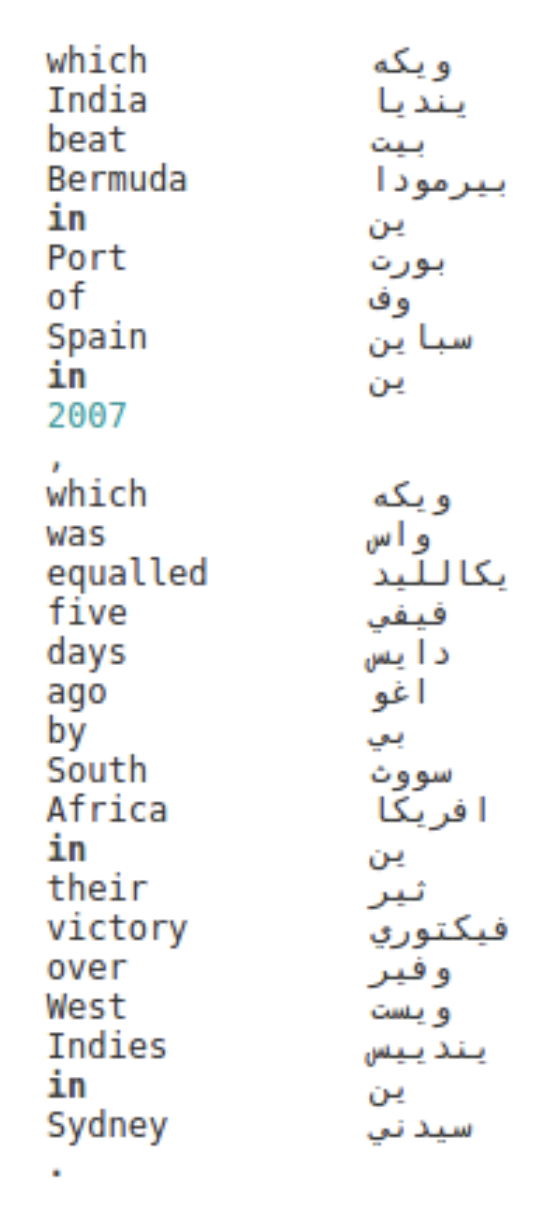 which ويكه
India ينديا
beat بيت
Bermuda بيرمودا
in ين
Port بورت
of وف
Spain سباين
in ين
2007
,
which ويكه
was واس
equalled يكالليد
five فيفي
days دايس
ago اغو
by بي
South سووث
Africa افريكا
in ين
their ثير
victory فيكتوري
over وفير
West ويست
Indies يندييس
in ين
Sydney سيدني
.